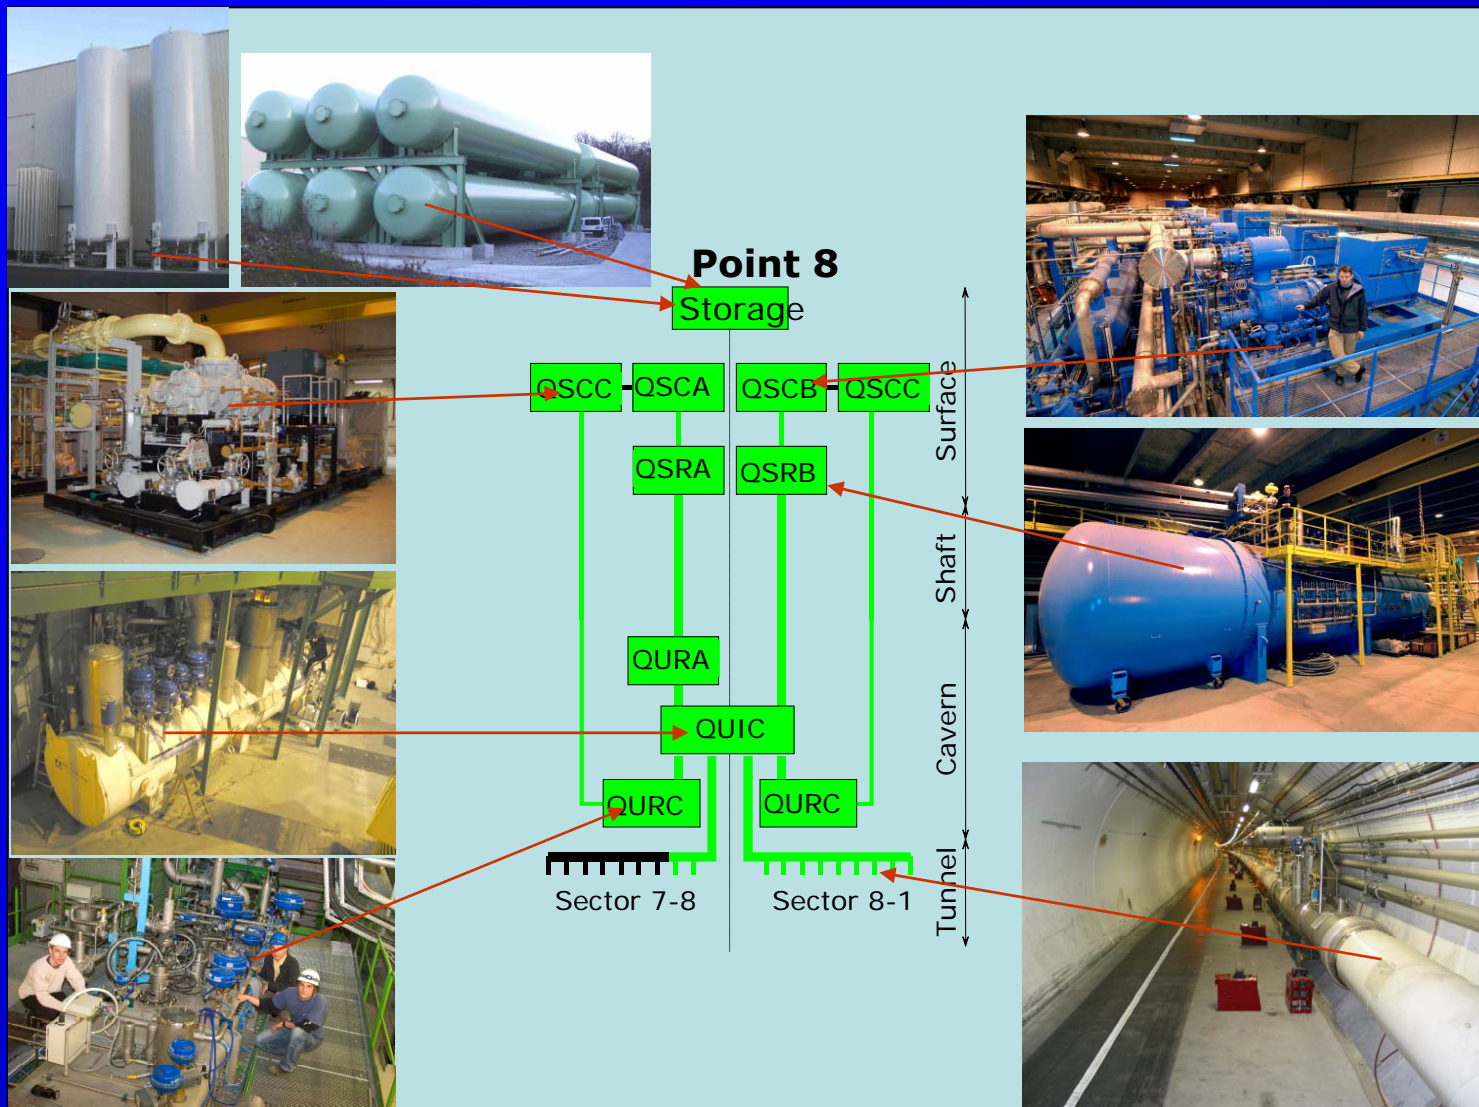 Point 8
Storage
QSCC QSCA QSCB QSCC
QSRA QSRB
QURA
QUIC
QURC QURC
Sector 7-8 Sector 8-1
Surface
Shaft
Cavern
Tunnel